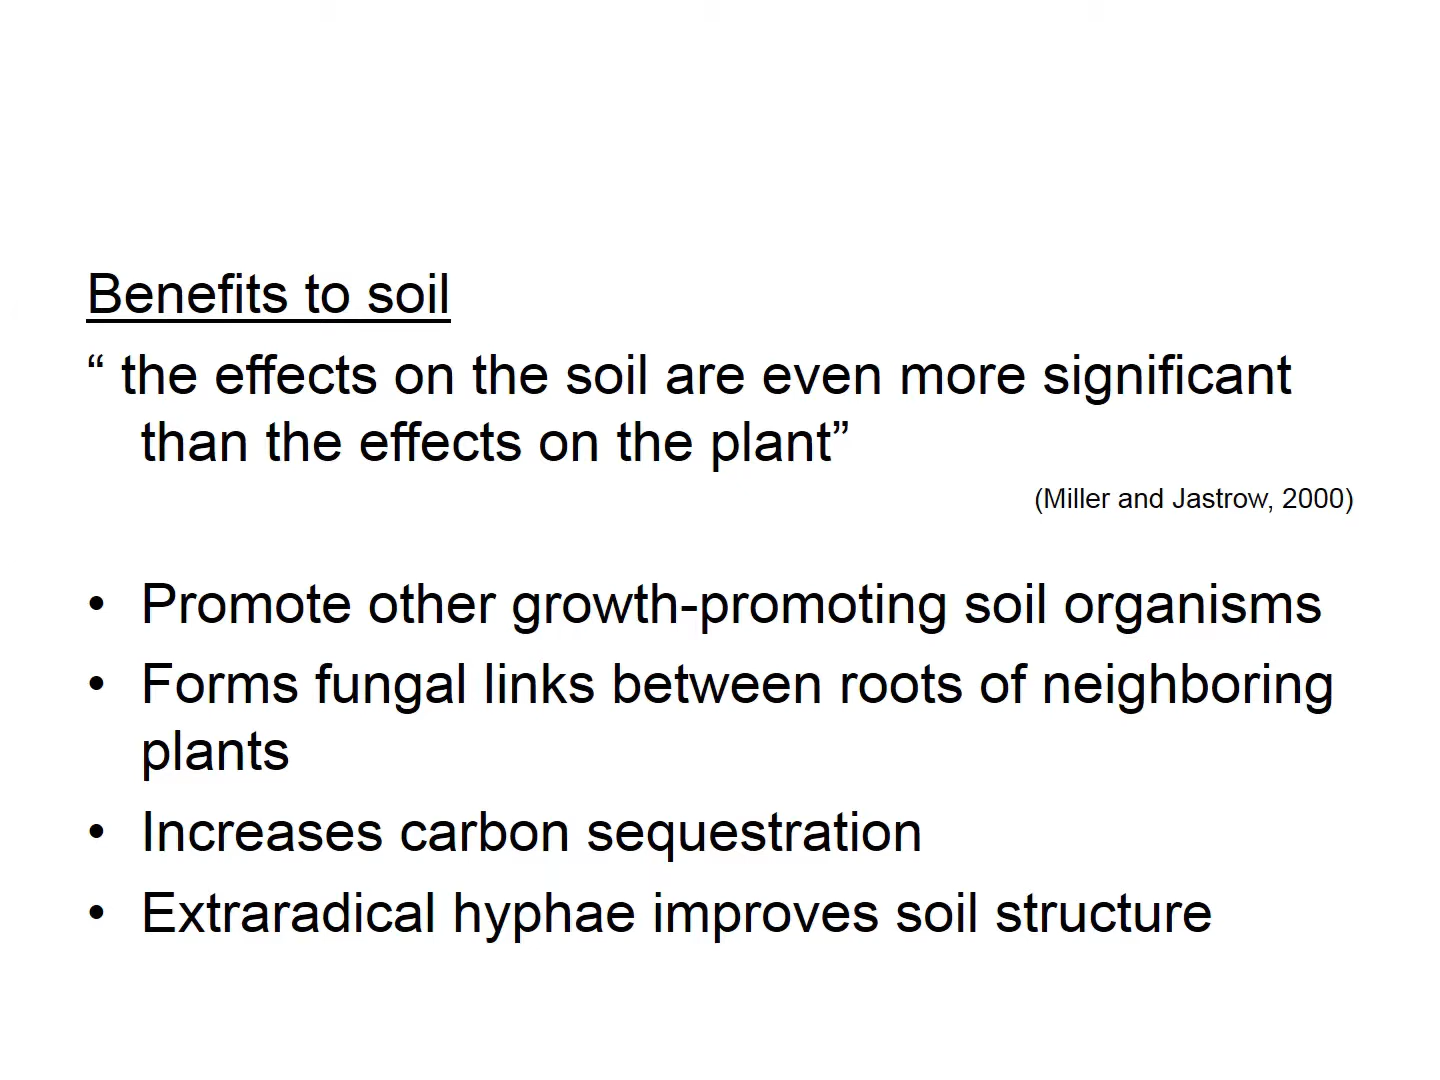 Benefits to soil
“ the effects on the soil are even more significant
than the effects on the plant”
(Miller and Jastrow, 2000)
• Promote other growth-promoting soil organisms
• Forms fungal links between roots of neighboring
plants
• Increases carbon sequestration
• Extraradical hyphae improves soil structure